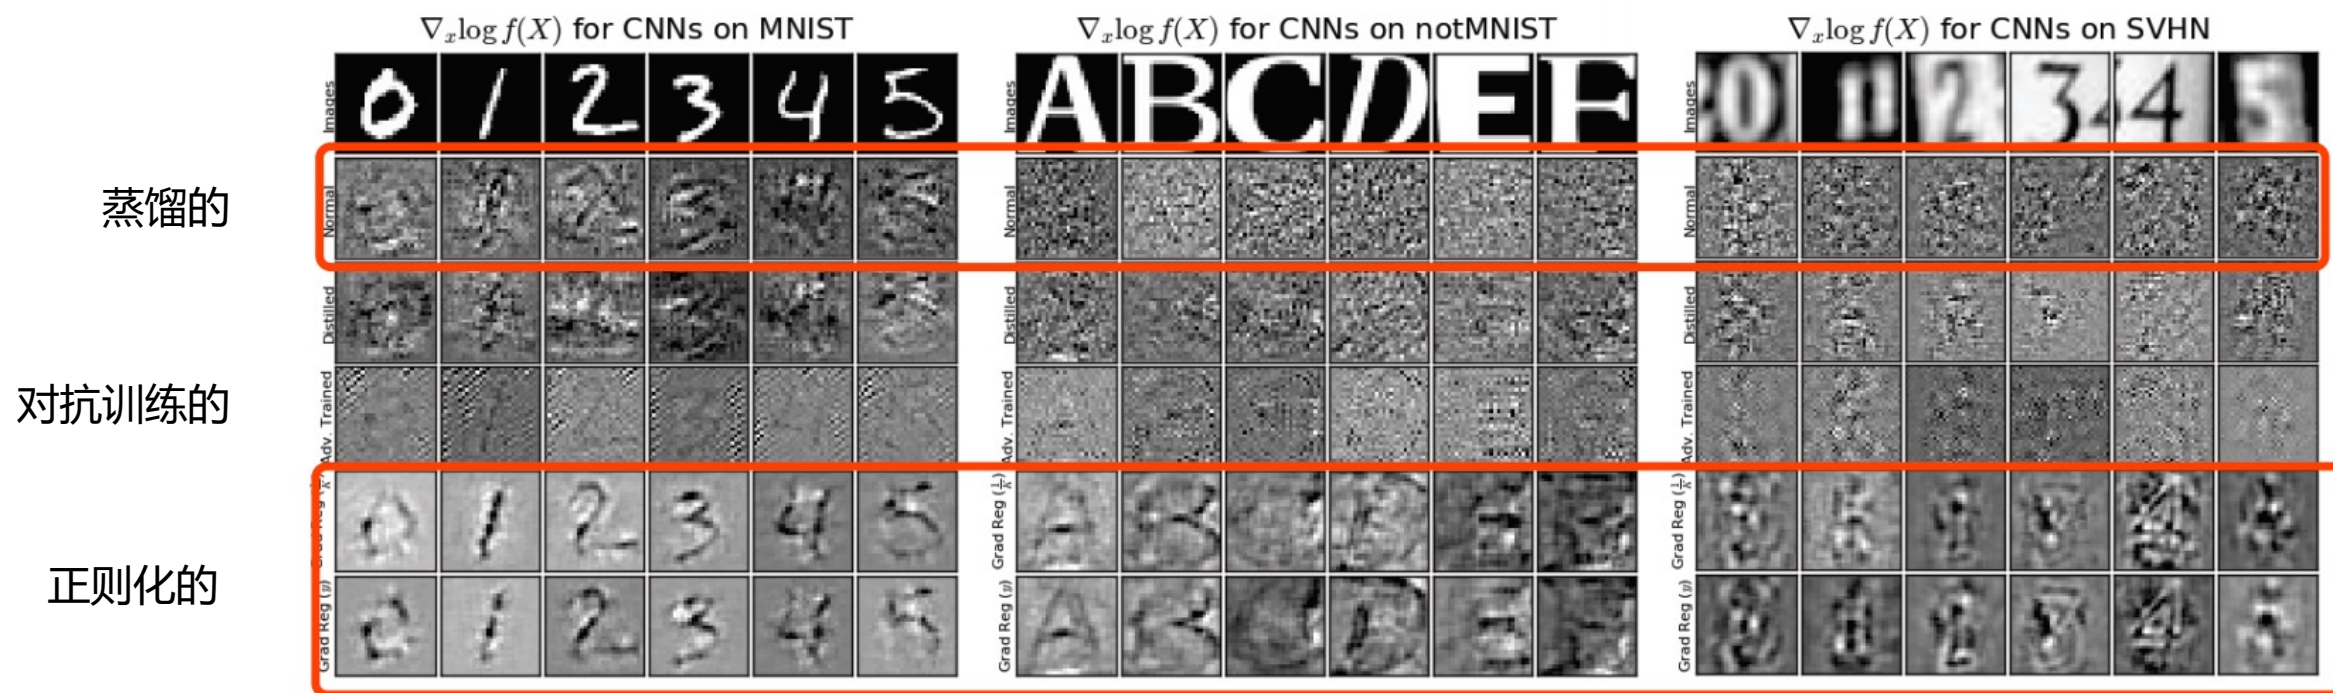 ∇ₓlog f(X) for CNNs on MNIST
∇ₓlog f(X) for CNNs on notMNIST
∇ₓlog f(X) for CNNs on SVHN
Images
0 1 2 3 4 5
Images
A B C D E F
Images
0 1 2 3 4 5
蒸馏的
Normal
Normal
Normal
Distilled
Distilled
Distilled
对抗训练的
Adv. Trained
Adv. Trained
Adv. Trained
正则化的
Grad Reg (1/K)
Grad Reg (1/K)
Grad Reg (1/K)
Grad Reg (y)
Grad Reg (y)
Grad Reg (y)